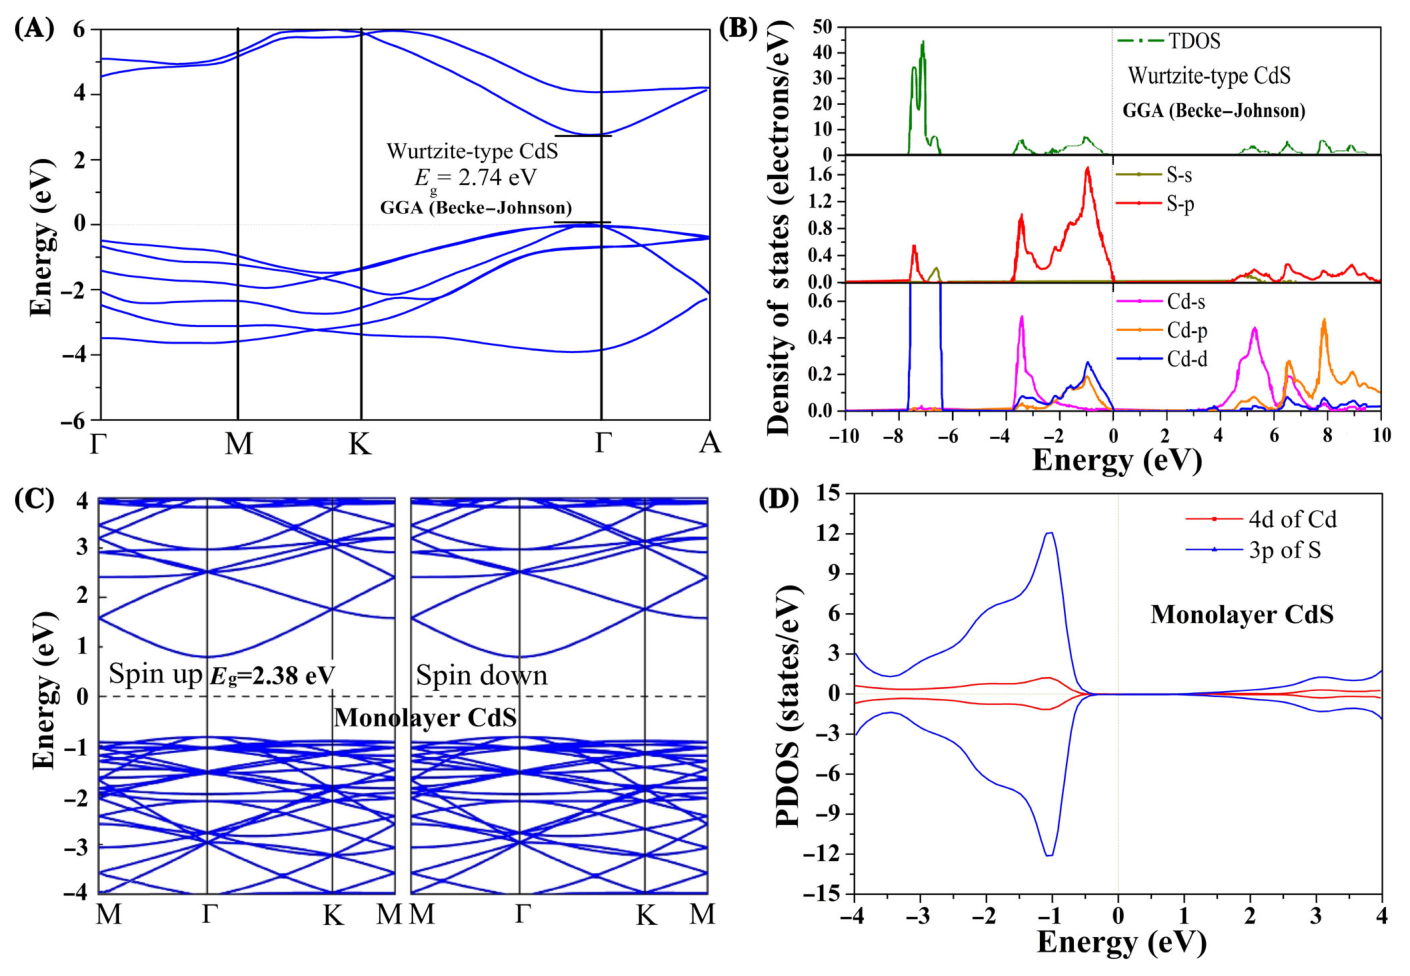 (A)
6
4
2
0
−2
−4
−6
Energy (eV)
Wurtzite-type CdS
Eg= 2.74 eV
GGA (Becke−Johnson)
Γ M K Γ A
(B)
Density of states (electrons/eV)
50
40
30
20
10
0
TDOS
Wurtzite-type CdS
GGA (Becke−Johnson)
1.6
1.2
0.8
0.4
0.0
S-s
S-p
0.6
0.4
0.2
0.0
Cd-s
Cd-p
Cd-d
−10 −8 −6 −4 −2 0 2 4 6 8 10
Energy (eV)
(C)
4
3
2
1
0
−1
−2
−3
−4
Energy (eV)
Spin up Eg=2.38 eV
Spin down
Monolayer CdS
M Γ K M M Γ K M
(D)
15
12
9
6
3
0
−3
−6
−9
−12
−15
PDOS (states/eV)
4d of Cd
3p of S
Monolayer CdS
−4 −3 −2 −1 0 1 2 3 4
Energy (eV)